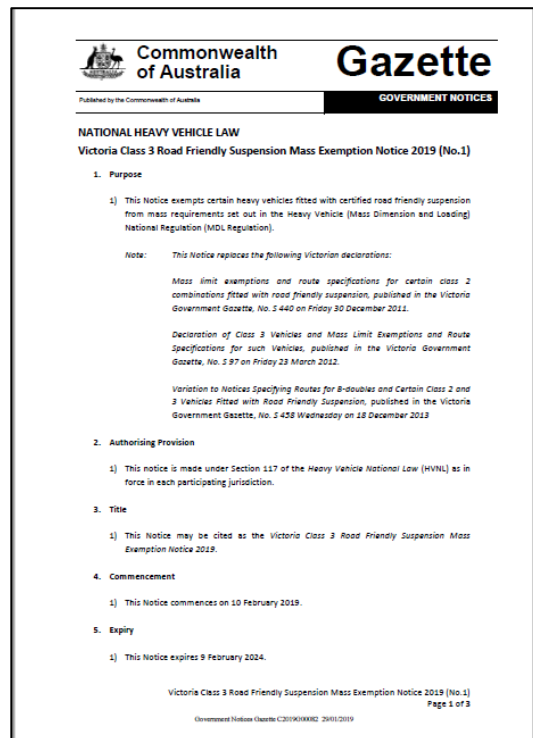 Commonwealth
of Australia
Gazette
Published by the Commonwealth of Australia
GOVERNMENT NOTICES
NATIONAL HEAVY VEHICLE LAW
Victoria Class 3 Road Friendly Suspension Mass Exemption Notice 2019 (No.1)
1. Purpose
1) This Notice exempts certain heavy vehicles fitted with certified road friendly suspension
from mass requirements set out in the Heavy Vehicle (Mass Dimension and Loading)
National Regulation (MDL Regulation).
Note: This Notice replaces the following Victorian declarations:
Mass limit exemptions and route specifications for certain class 2
combinations fitted with road friendly suspension, published in the Victoria
Government Gazette, No. S 440 on Friday 30 December 2011.
Declaration of Class 3 Vehicles and Mass Limit Exemptions and Route
Specifications for such Vehicles, published in the Victoria Government
Gazette, No. S 97 on Friday 23 March 2012.
Variation to Notices Specifying Routes for B-doubles and Certain Class 2 and
3 Vehicles Fitted with Road Friendly Suspension, published in the Victoria
Government Gazette, No. S 458 Wednesday on 18 December 2013
2. Authorising Provision
1) This notice is made under Section 117 of the Heavy Vehicle National Law (HVNL) as in
force in each participating jurisdiction.
3. Title
1) This Notice may be cited as the Victoria Class 3 Road Friendly Suspension Mass
Exemption Notice 2019.
4. Commencement
1) This Notice commences on 10 February 2019.
5. Expiry
1) This Notice expires 9 February 2024.
Victoria Class 3 Road Friendly Suspension Mass Exemption Notice 2019 (No.1)
Page 1 of 3
Government Notices Gazette C2019G00082 29/01/2019